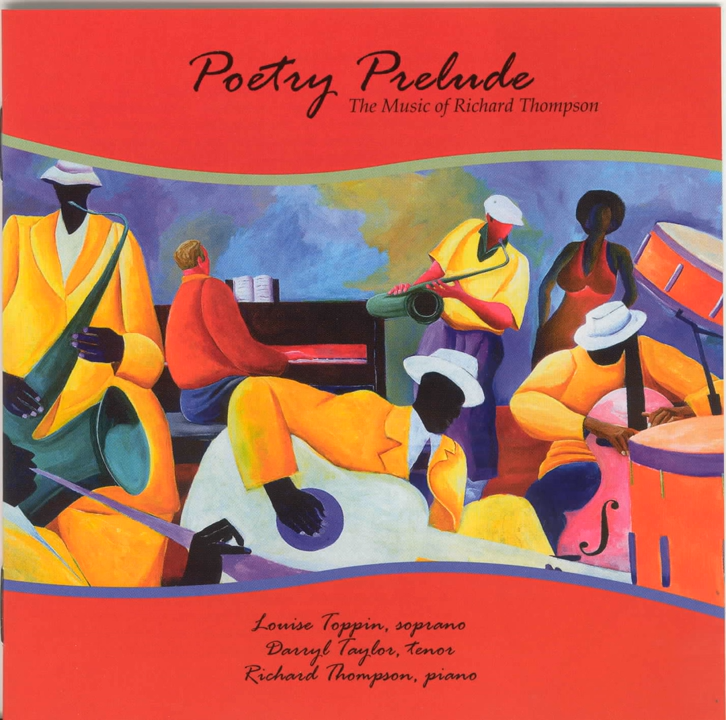 Poetry Prelude
The Music of Richard Thompson
Louise Toppin, soprano
Darryl Taylor, tenor
Richard Thompson, piano